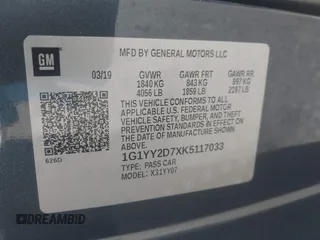 GM
MFD BY GENERAL MOTORS LLC
03/19 GVWR GAWR FRT GAWR RR
1840 KG 843 KG 997 KG
4056 LB 1859 LB 2197 LB
THIS VEHICLE CONFORMS TO ALL
APPLICABLE U.S. FEDERAL MOTOR
VEHICLE SAFETY, BUMPER, AND
THEFT PREVENTION STANDARDS
IN EFFECT ON THE DATE OF
MANUFACTURE SHOWN ABOVE.
626D
1G1YY2D7XK5117033
TYPE: PASS CAR
MODEL: X31YY07
DREAMBID